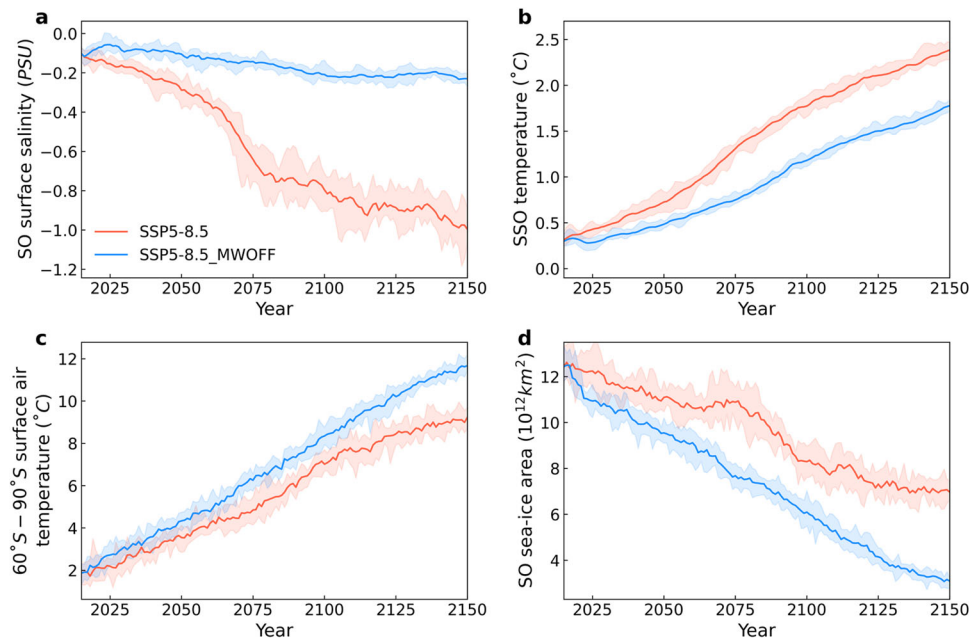 a
0.0
−0.2
−0.4
−0.6
−0.8
−1.0
−1.2
SO surface salinity (PSU)
SSP5-8.5
SSP5-8.5_MWOFF
2025 2050 2075 2100 2125 2150
Year
b
2.5
2.0
1.5
1.0
0.5
0.0
SSO temperature (°C)
2025 2050 2075 2100 2125 2150
Year
c
12
10
8
6
4
2
60°S − 90°S surface air
temperature (°C)
2025 2050 2075 2100 2125 2150
Year
d
12
10
8
6
4
SO sea-ice area (10¹²km²)
2025 2050 2075 2100 2125 2150
Year